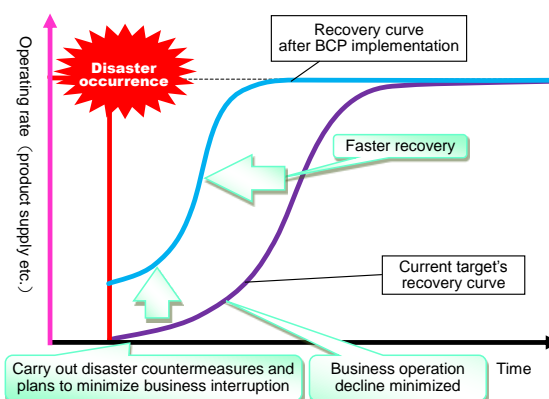 Recovery curve
after BCP implementation
Disaster
occurrence
Operating rate（product supply etc.）
Faster recovery
Current target's
recovery curve
Carry out disaster countermeasures and
plans to minimize business interruption
Business operation
decline minimized
Time